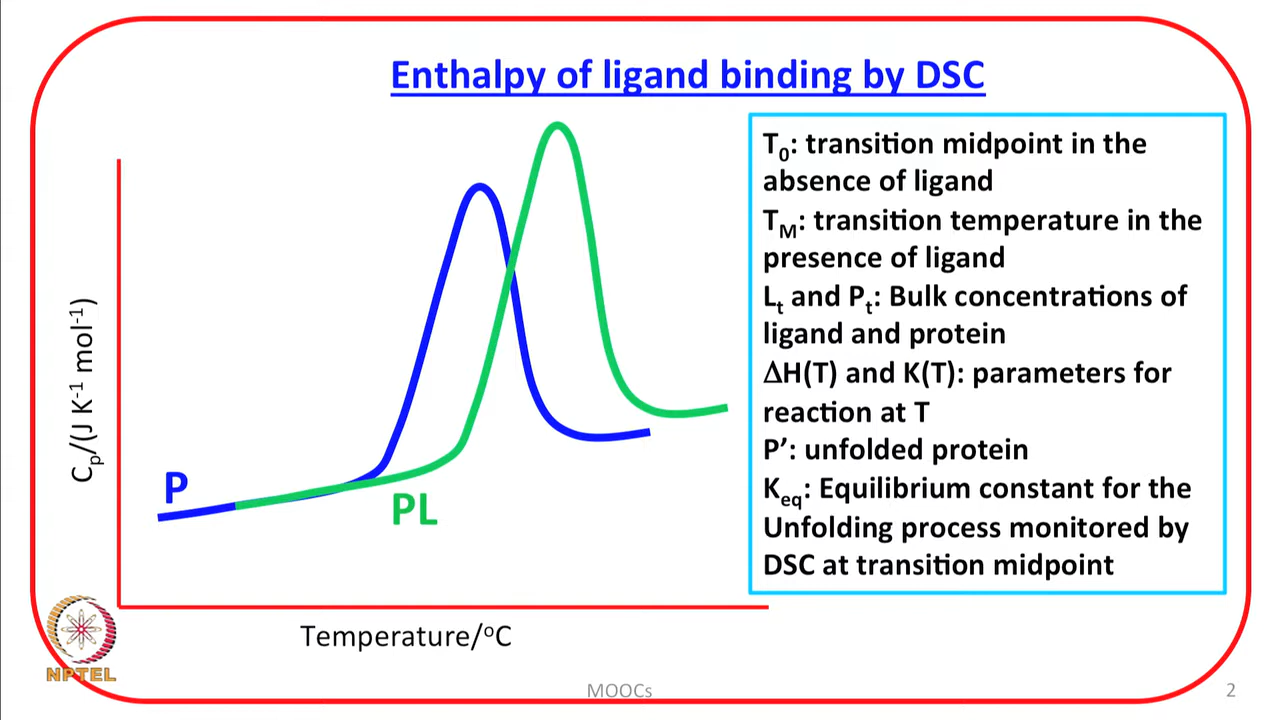 Enthalpy of ligand binding by DSC
T₀: transition midpoint in the
absence of ligand
T_M: transition temperature in the
presence of ligand
Lₜ and Pₜ: Bulk concentrations of
ligand and protein
ΔH(T) and K(T): parameters for
reaction at T
P’: unfolded protein
K_eq: Equilibrium constant for the
Unfolding process monitored by
DSC at transition midpoint
Cₚ/(J K⁻¹ mol⁻¹)
P
PL
Temperature/°C
NPTEL
MOOCs
2